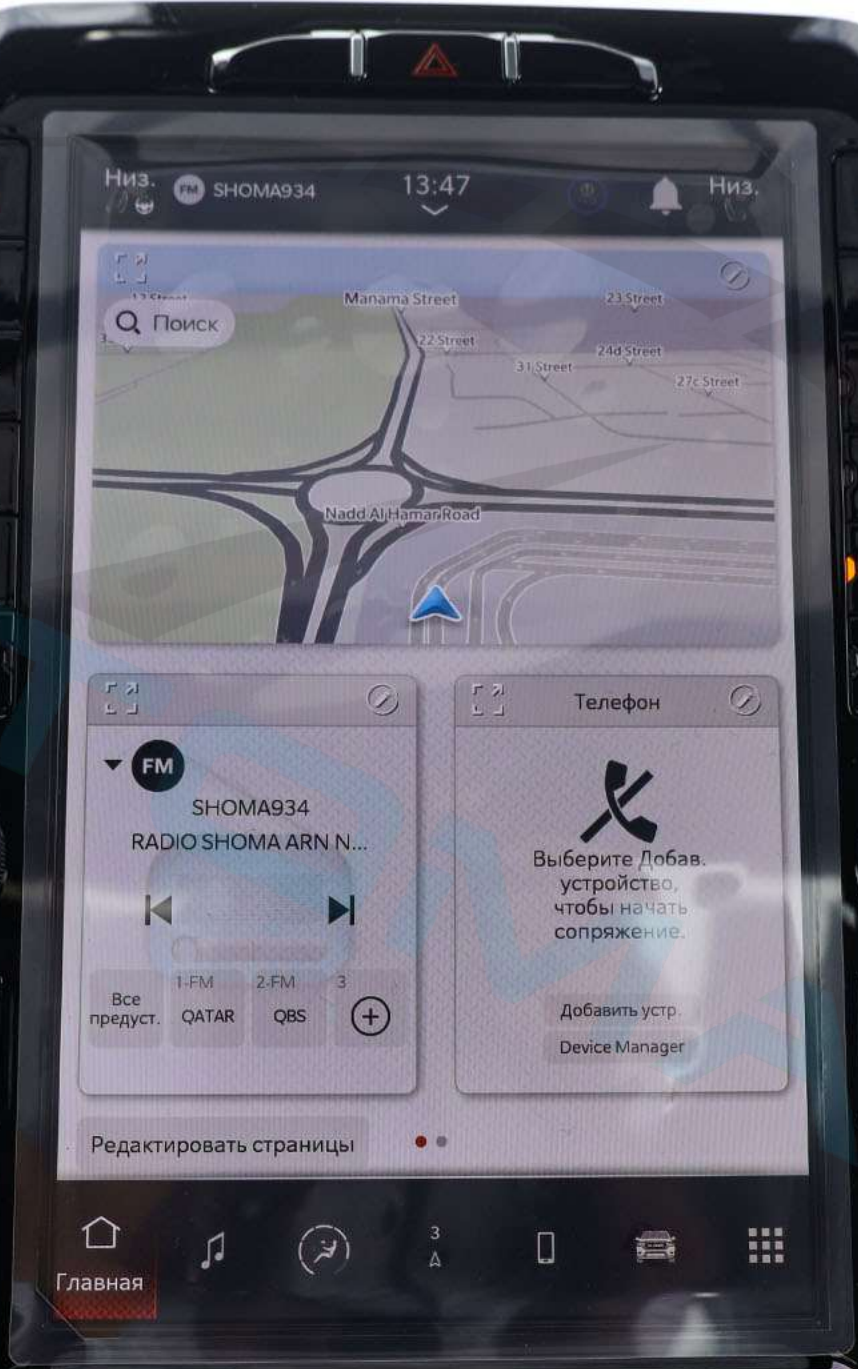 Низ.
FM SHOMA934
13:47
Низ.
Manama Street
23 Street
Поиск
22 Street
24d Street
31 Street
27c Street
Nadd Al Hamar Road
FM
SHOMA934
RADIO SHOMA ARN N...
1-FM
2-FM
3
Все
предуст.
QATAR
QBS
Телефон
Выберите Добав.
устройство,
чтобы начать
сопряжение.
Добавить устр.
Device Manager
Редактировать страницы
3
Главная